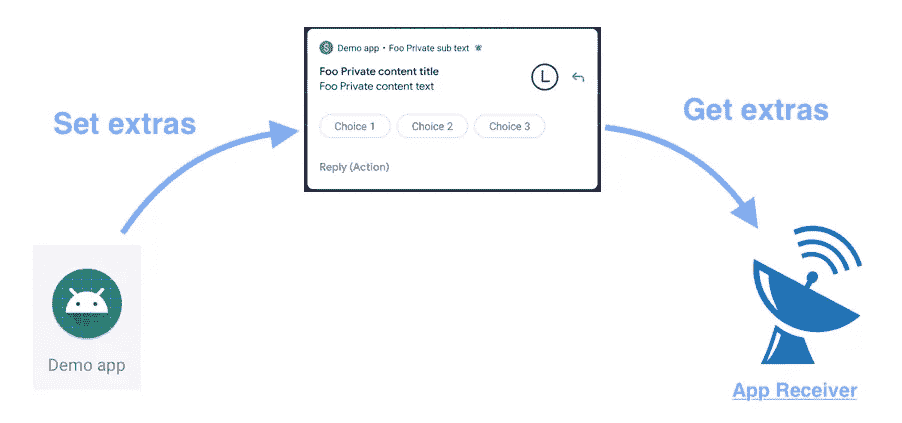 Demo app • Foo Private sub text
Foo Private content title
Foo Private content text
L
Choice 1
Choice 2
Choice 3
Reply (Action)
Set extras
Get extras
Demo app
App Receiver